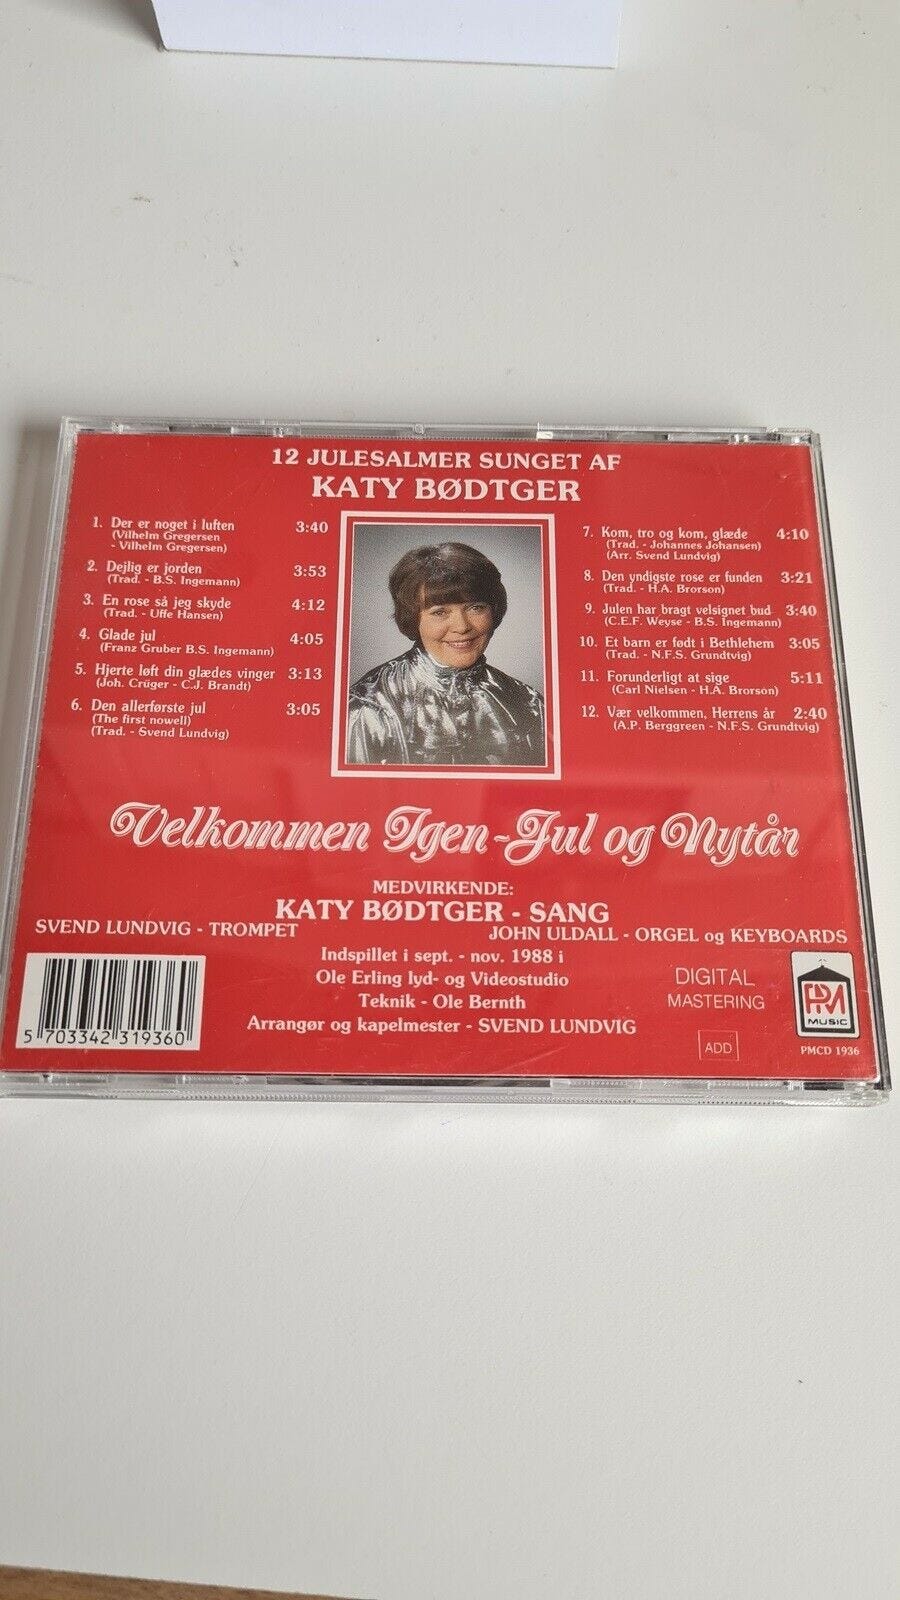 12 JULESALMER SUNGET AF
KATY BØDTGER
1. Der er noget i luften 3:40
(Vilhelm Gregersen
- Vilhelm Gregersen)
2. Dejlig er jorden 3:53
(Trad. - B.S. Ingemann)
3. En rose så jeg skyde 4:12
(Trad. - Uffe Hansen)
4. Glade jul 4:05
(Franz Gruber B.S. Ingemann)
5. Hjerte løft din glædes vinger 3:13
(Joh. Crüger - C.J. Brandt)
6. Den allerførste jul 3:05
(The first nowell)
(Trad. - Svend Lundvig)
7. Kom, tro og kom, glæde 4:10
(Trad. - Johannes Johansen)
(Arr. Svend Lundvig)
8. Den yndigste rose er funden 3:21
(Trad. - H.A. Brorson)
9. Julen har bragt velsignet bud 3:40
(C.E.F. Weyse - B.S. Ingemann)
10. Et barn er født i Bethlehem 3:05
(Trad. - N.F.S. Grundtvig)
11. Forunderligt at sige 5:11
(Carl Nielsen - H.A. Brorson)
12. Vær velkommen, Herrens år 2:40
(A.P. Berggreen - N.F.S. Grundtvig)
Velkommen Igen - Jul og Nytår
MEDVIRKENDE:
KATY BØDTGER - SANG
SVEND LUNDVIG - TROMPET
JOHN ULDALL - ORGEL og KEYBOARDS
Indspillet i sept. - nov. 1988 i
Ole Erling lyd- og Videostudio
Teknik - Ole Bernth
Arrangør og kapelmester - SVEND LUNDVIG
5 703342 319360
DIGITAL
MASTERING
ADD
PM
MUSIC
PMCD 1936